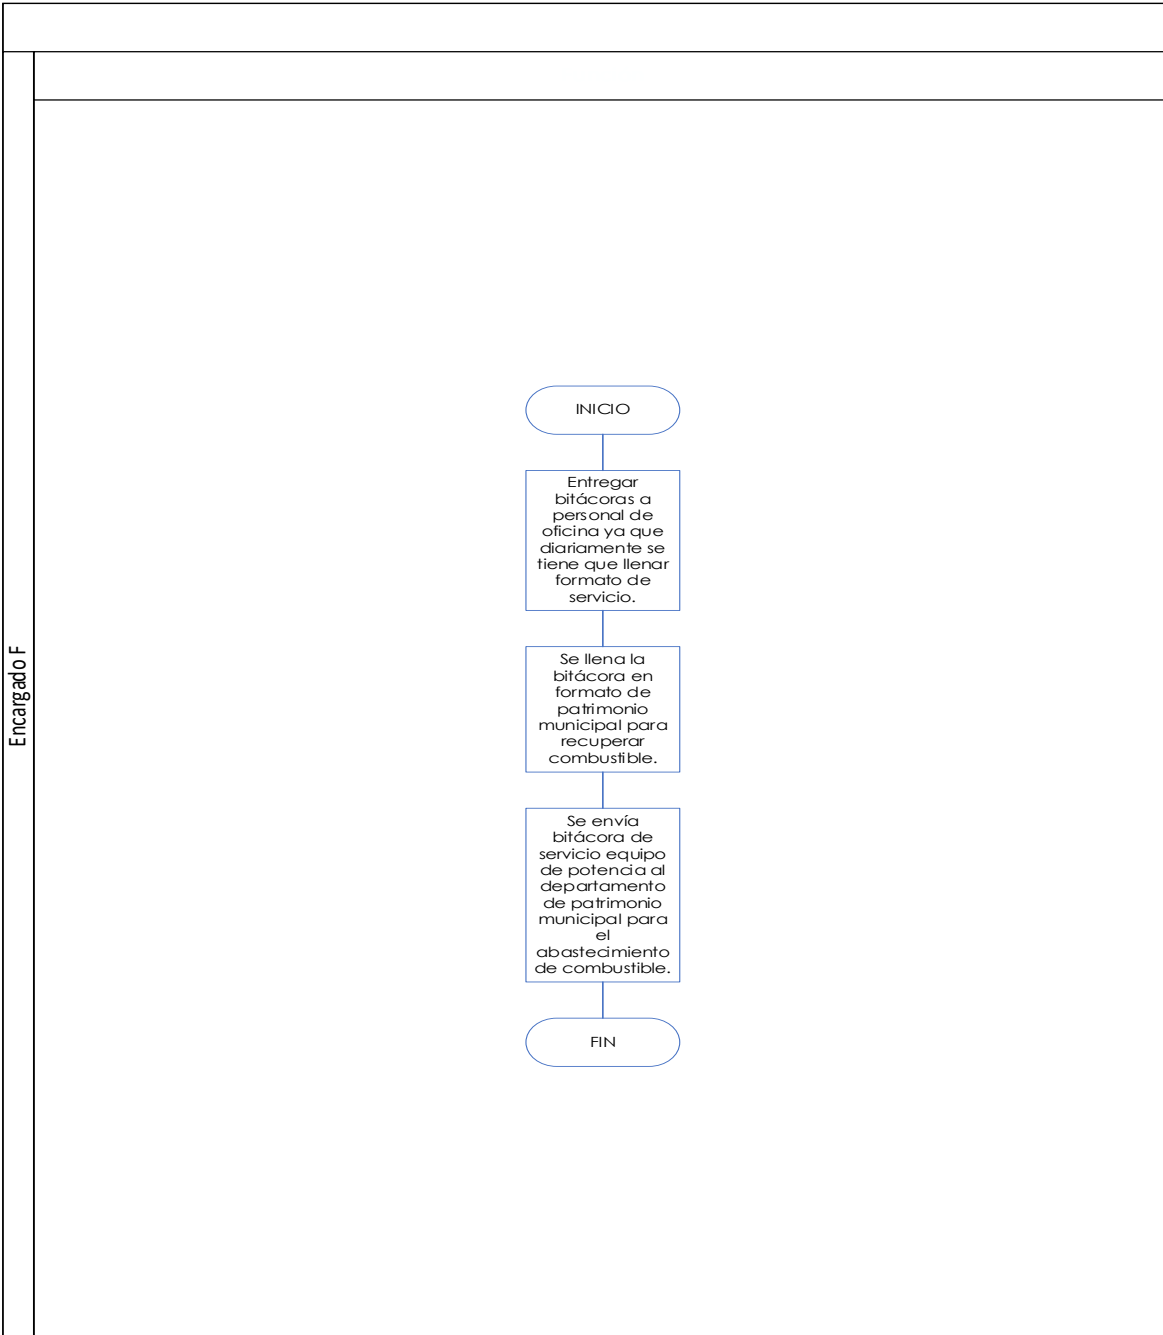 INICIO
Entregar
bitácoras a
personal de
oficina ya que
diariamente se
tiene que llenar
formato de
servicio.
Se llena la
bitácora en
formato de
patrimonio
municipal para
recuperar
combustible.
Se envía
bitácora de
servicio equipo
de potencia al
departamento
de patrimonio
municipal para
el
abastecimiento
de combustible.
FIN
Encargado F